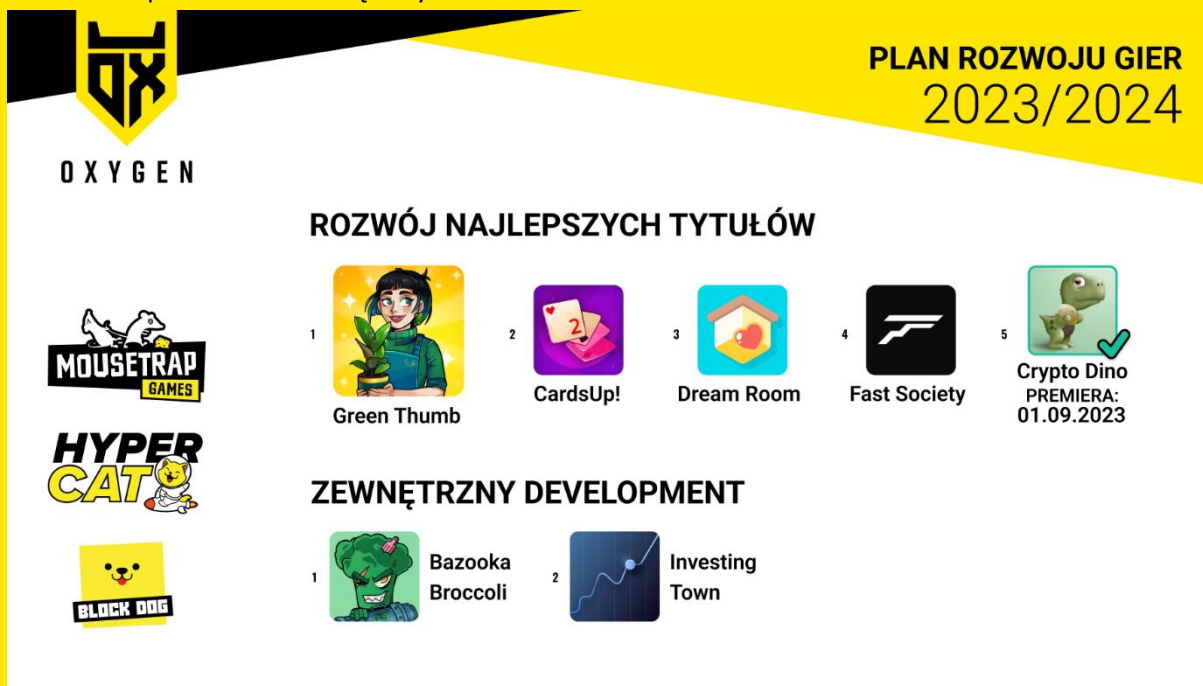 PLAN ROZWOJU GIER
2023/2024
OX
OXYGEN
ROZWÓJ NAJLEPSZYCH TYTUŁÓW
1
2
3
4
5
2
Green Thumb
CardsUp!
Dream Room
Fast Society
Crypto Dino
PREMIERA:
01.09.2023
MOUSETRAP
GAMES
HYPER
CAT
ZEWNĘTRZNY DEVELOPMENT
1
Bazooka
Broccoli
2
Investing
Town
BLOCK DOG